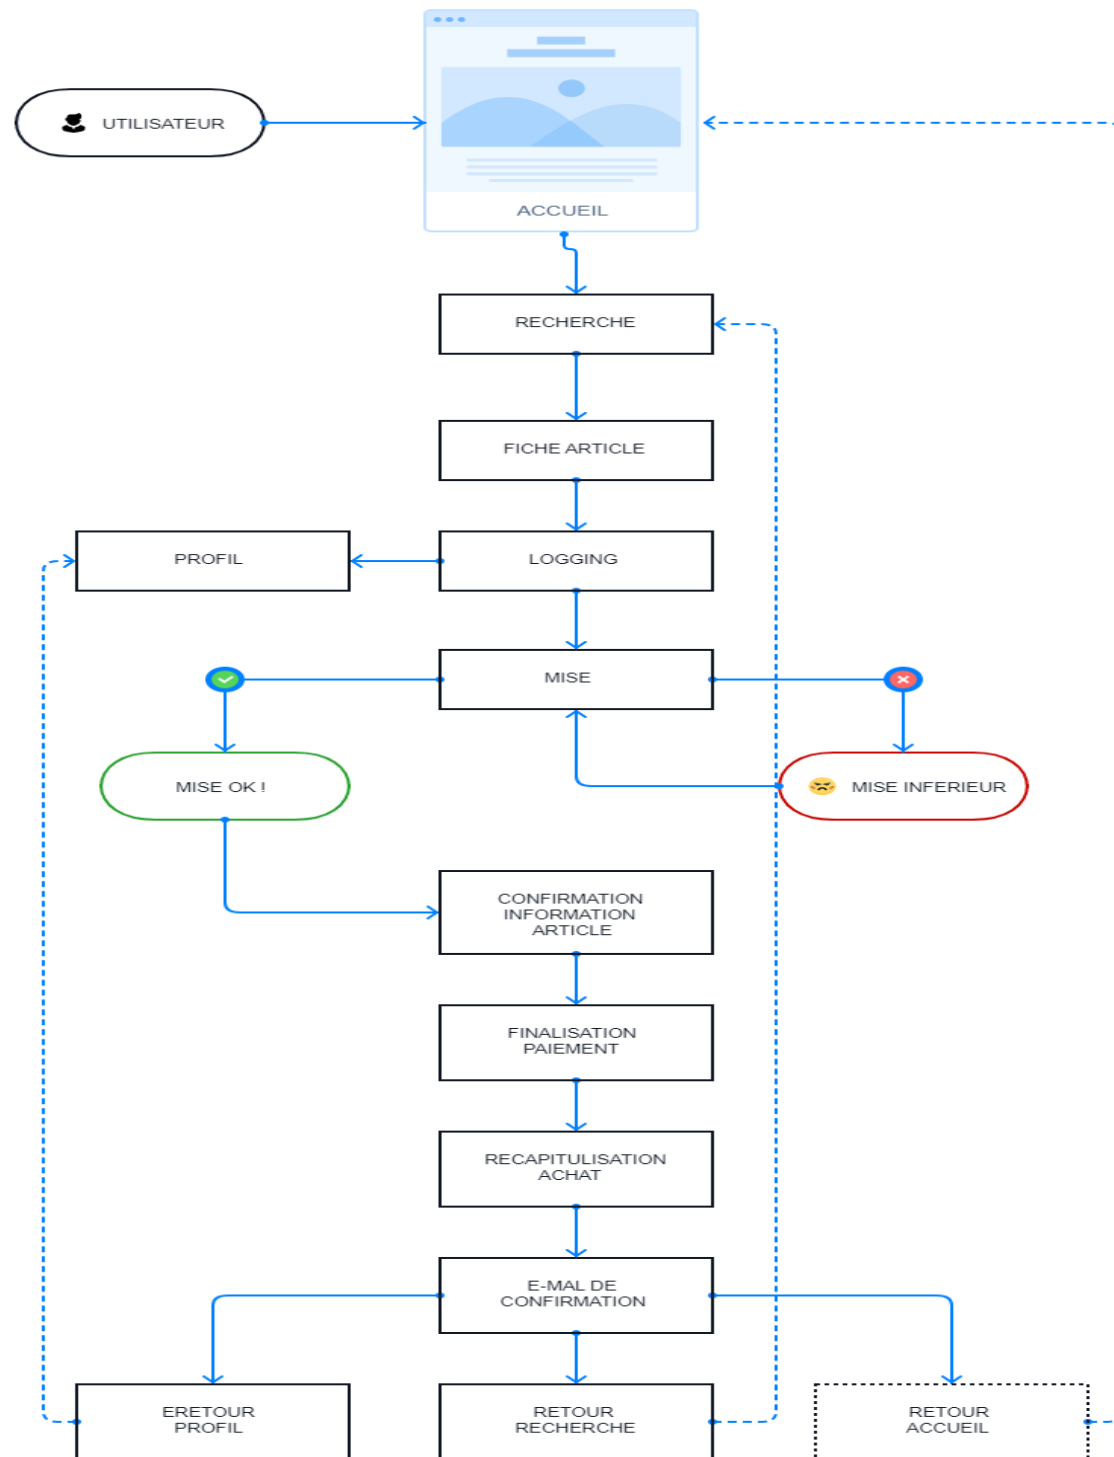 UTILISATEUR
ACCUEIL
RECHERCHE
FICHE ARTICLE
PROFIL
LOGGING
MISE
MISE OK !
MISE INFERIEUR
CONFIRMATION
INFORMATION
ARTICLE
FINALISATION
PAIEMENT
RECAPITULISATION
ACHAT
E-MAL DE
CONFIRMATION
ERETOUR
PROFIL
RETOUR
RECHERCHE
RETOUR
ACCUEIL